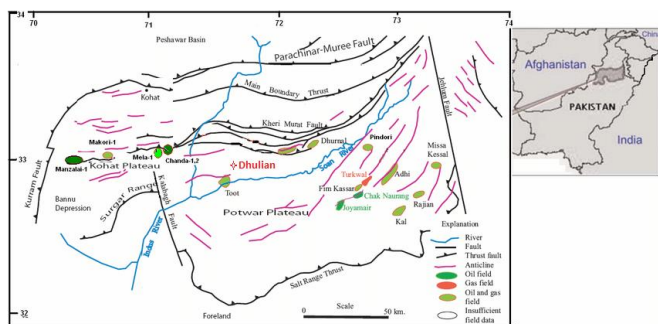 70
71
72
73
74
34
33
32
Peshawar Basin
Parachinar-Muree Fault
Main Boundary Thrust
Kohat
Kheri Murat Fault
Jehlum Fault
Makori-1
Mela-1
Chanda-1,2
Manzalai-1
Kohat Plateau
Dhurnal
Pindori
Soan River
Missa
Kessal
Dhulian
Turkwal
Adhi
Fim Kassar
Chak Naurang
Rajian
Joyamair
Kal
Toot
Potwar Plateau
Kurram Fault
Bannu
Depression
Surgar Range
Kalabagh Fault
Indus River
Salt Range Thrust
Foreland
Scale
0
50 km.
Explanation
River
Fault
Thrust fault
Anticline
Oil field
Gas field
Oil and gas
field
Insufficient
field data
China
Afghanistan
PAKISTAN
India